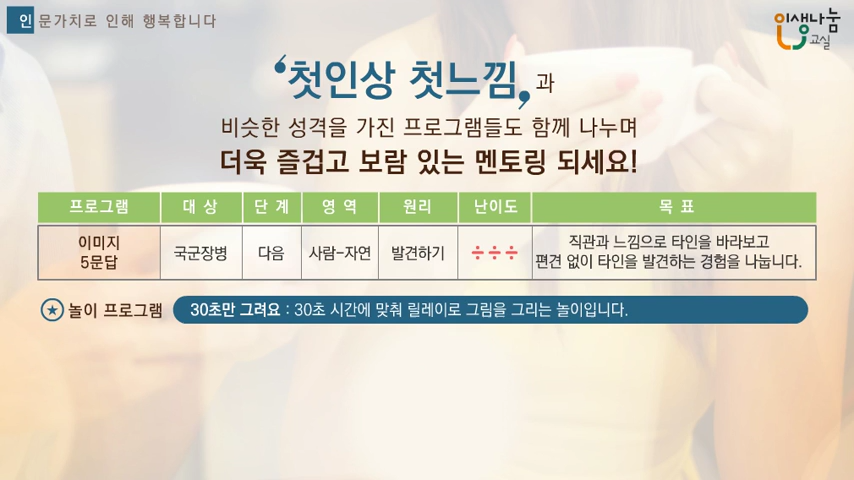 인문가치로 인해 행복합니다
인생나눔
교실
‘첫인상 첫느낌’과
비슷한 성격을 가진 프로그램들도 함께 나누며
더욱 즐겁고 보람 있는 멘토링 되세요!
프로그램 대상 단계 영역 원리 난이도 목표
이미지
5문답
국군장병 다음 사람-자연 발견하기 ÷÷÷
직관과 느낌으로 타인을 바라보고
편견 없이 타인을 발견하는 경험을 나눕니다.
★ 놀이 프로그램 30초만 그려요 : 30초 시간에 맞춰 릴레이로 그림을 그리는 놀이입니다.